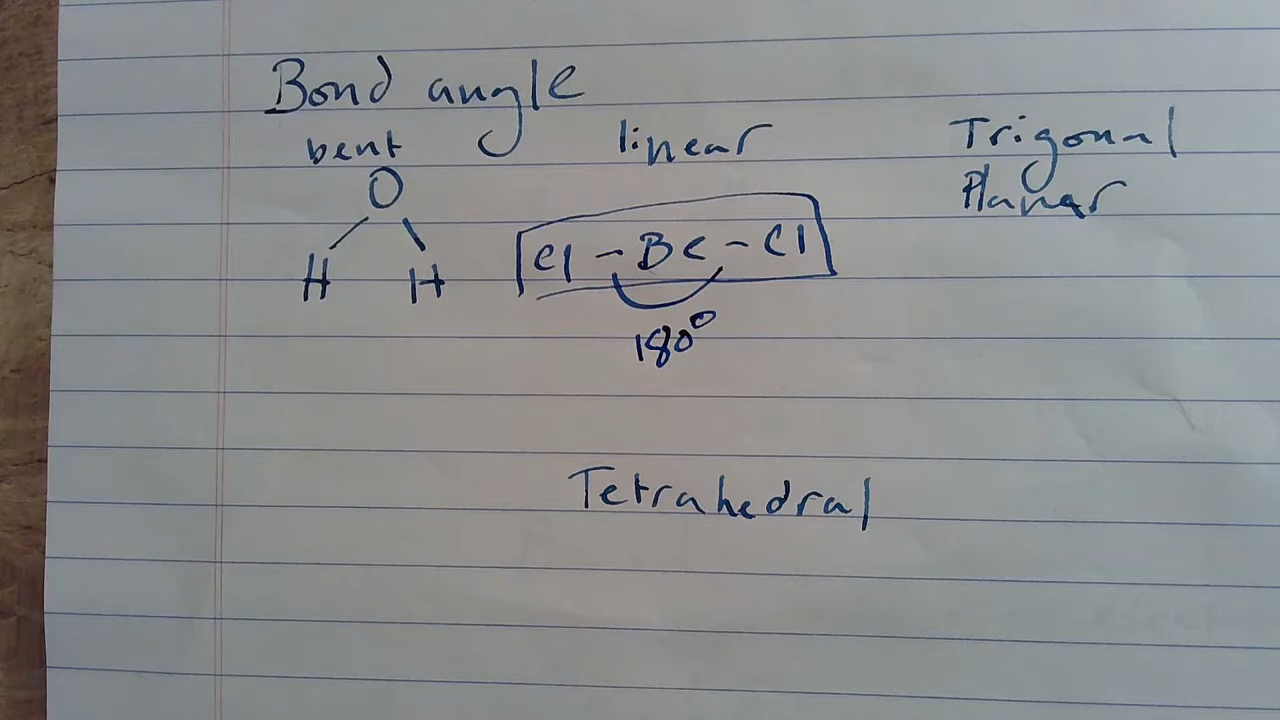 Bond angle
bent linear Trigonal
Planar
O
Cl - Be - Cl
H H
180°
Tetrahedral